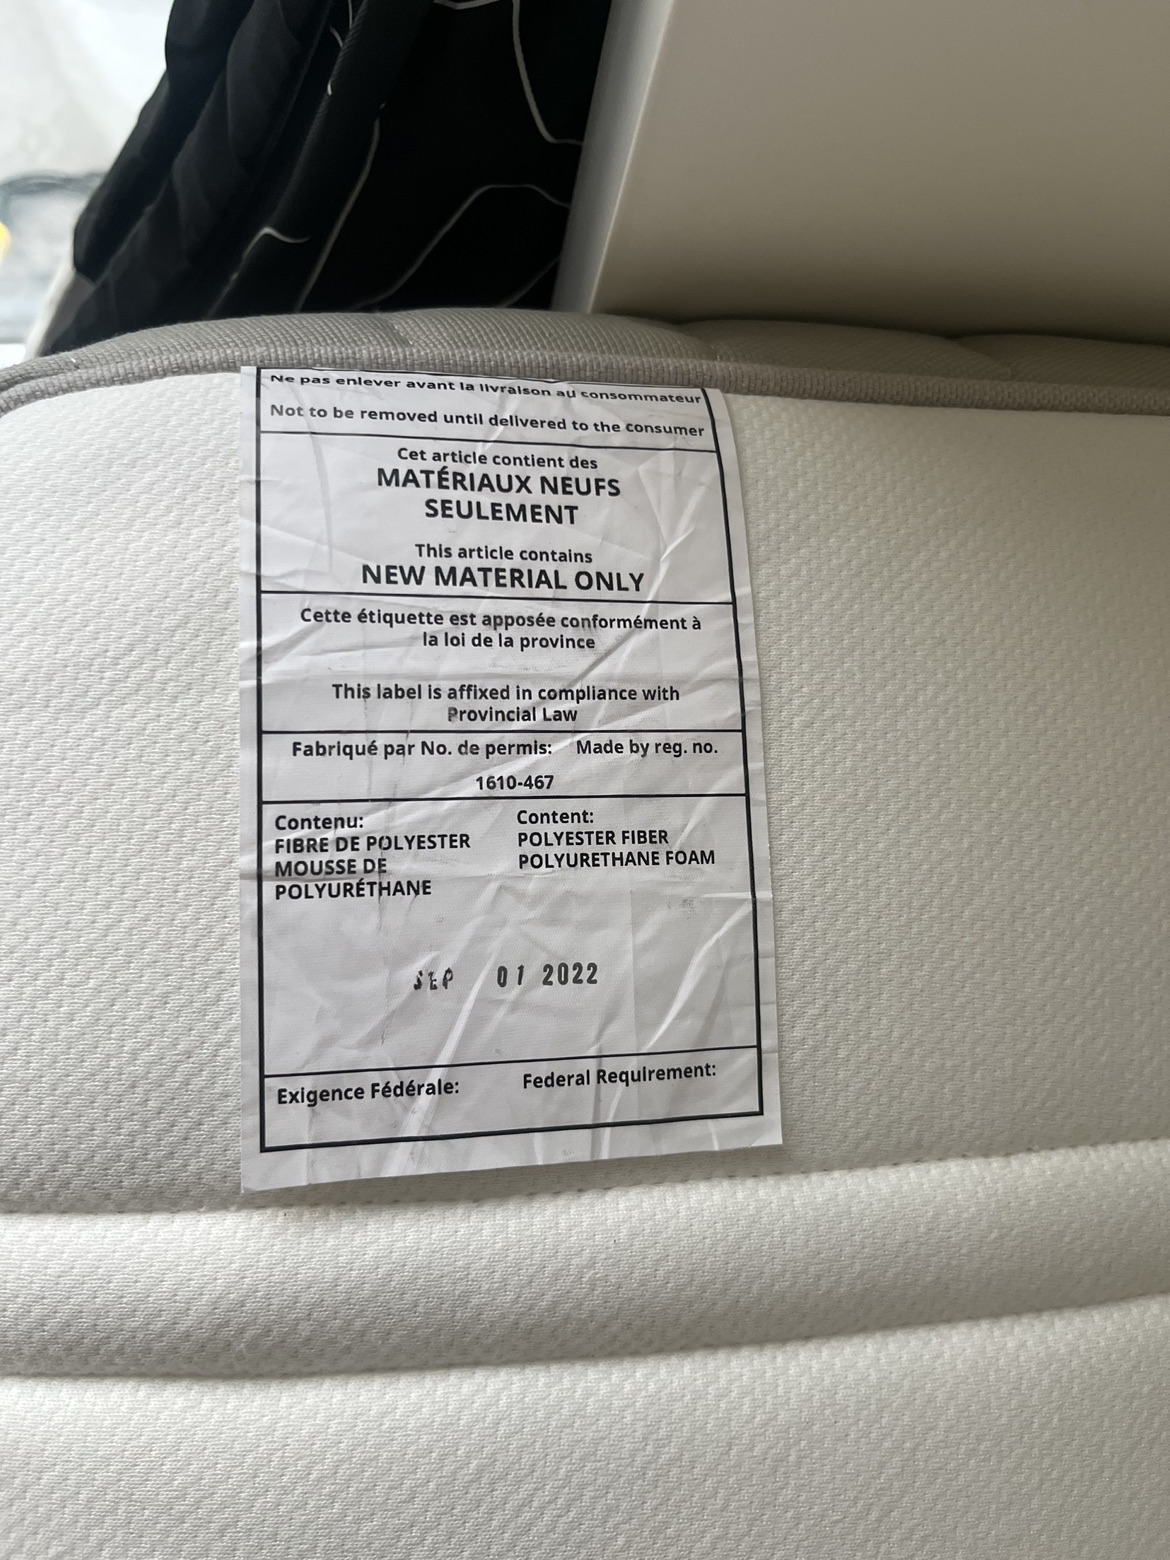 Ne pas enlever avant la livraison au consommateur
Not to be removed until delivered to the consumer
Cet article contient des
MATÉRIAUX NEUFS
SEULEMENT
This article contains
NEW MATERIAL ONLY
Cette étiquette est apposée conformément à
la loi de la province
This label is affixed in compliance with
Provincial Law
Fabriqué par No. de permis: Made by reg. no.
1610-467
Contenu:
FIBRE DE POLYESTER
MOUSSE DE
POLYURÉTHANE
Content:
POLYESTER FIBER
POLYURETHANE FOAM
SEP 01 2022
Exigence Fédérale: Federal Requirement: